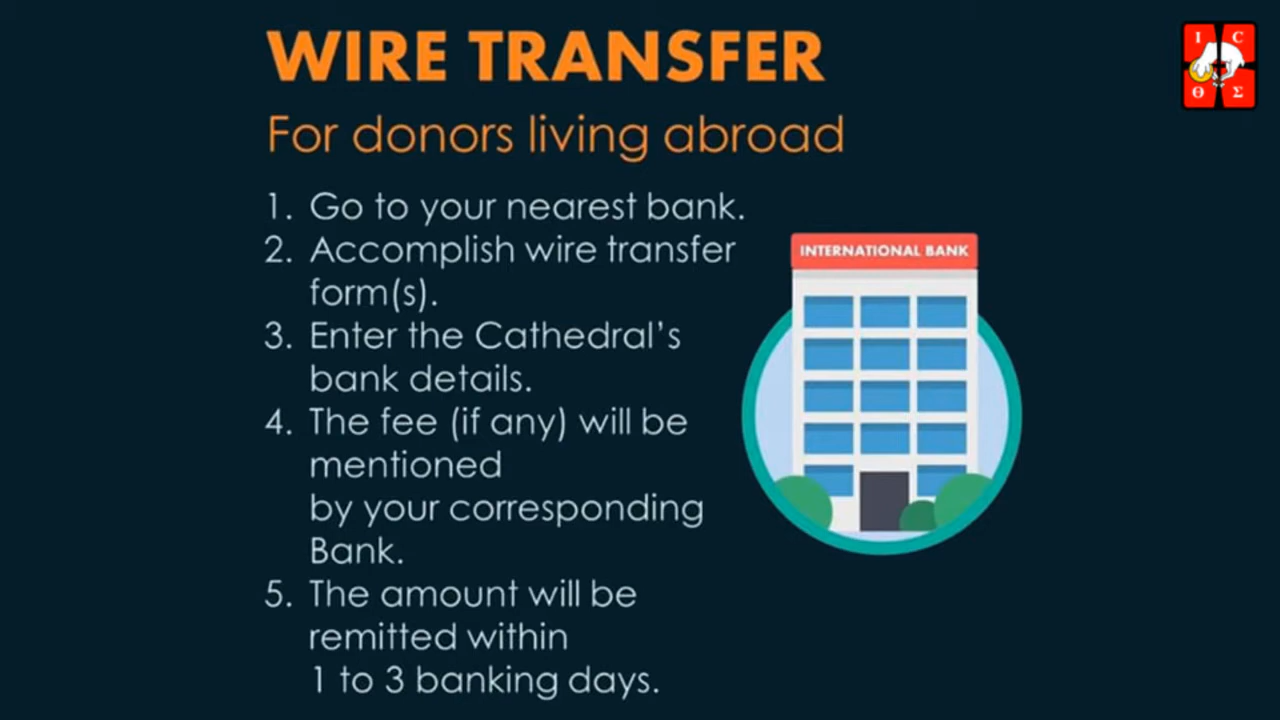 WIRE TRANSFER
For donors living abroad
1. Go to your nearest bank.
2. Accomplish wire transfer
form(s).
3. Enter the Cathedral’s
bank details.
4. The fee (if any) will be
mentioned
by your corresponding
Bank.
5. The amount will be
remitted within
1 to 3 banking days.
INTERNATIONAL BANK
I C
Θ Σ